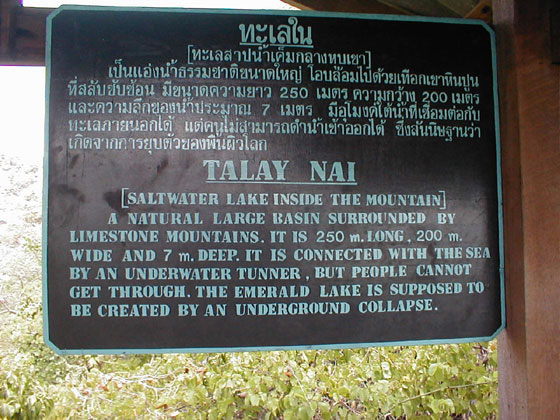 ทะเลใน
[ทะเลสาปน้ำเค็มกลางหุบเขา]
เป็นแอ่งน้ำธรรมชาติขนาดใหญ่ โอบล้อมไปด้วยเทือกเขาหินปูน
ที่สลับซับซ้อน มีขนาดความยาว 250 เมตร ความกว้าง 200 เมตร
และความลึกของน้ำประมาณ 7 เมตร มีอุโมงค์ใต้น้ำที่เชื่อมต่อกับ
ทะเลภายนอกได้ แต่คนไม่สามารถดำน้ำเข้าออกได้ ซึ่งสันนิษฐานว่า
เกิดจากการยุบตัวของพื้นผิวโลก
TALAY NAI
[SALTWATER LAKE INSIDE THE MOUNTAIN]
A NATURAL LARGE BASIN SURROUNDED BY
LIMESTONE MOUNTAINS. IT IS 250 m. LONG, 200 m.
WIDE AND 7 m. DEEP. IT IS CONNECTED WITH THE SEA
BY AN UNDERWATER TUNNER, BUT PEOPLE CANNOT
GET THROUGH. THE EMERALD LAKE IS SUPPOSED TO
BE CREATED BY AN UNDERGROUND COLLAPSE.